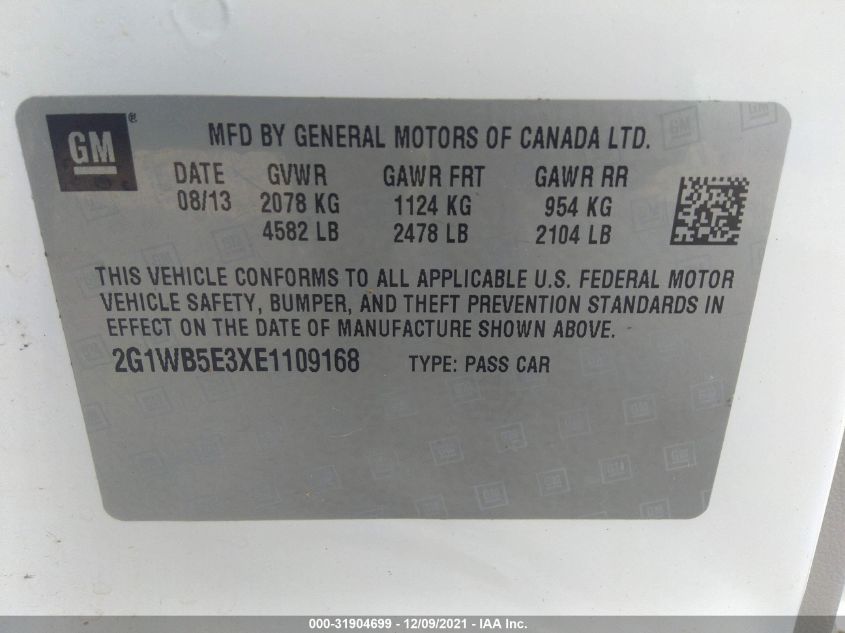 GM ®
MFD BY GENERAL MOTORS OF CANADA LTD.
DATE GVWR GAWR FRT GAWR RR
08/13 2078 KG 1124 KG 954 KG
4582 LB 2478 LB 2104 LB
THIS VEHICLE CONFORMS TO ALL APPLICABLE U.S. FEDERAL MOTOR
VEHICLE SAFETY, BUMPER, AND THEFT PREVENTION STANDARDS IN
EFFECT ON THE DATE OF MANUFACTURE SHOWN ABOVE.
2G1WB5E3XE1109168 TYPE: PASS CAR
000-31904699 - 12/09/2021 - IAA Inc.